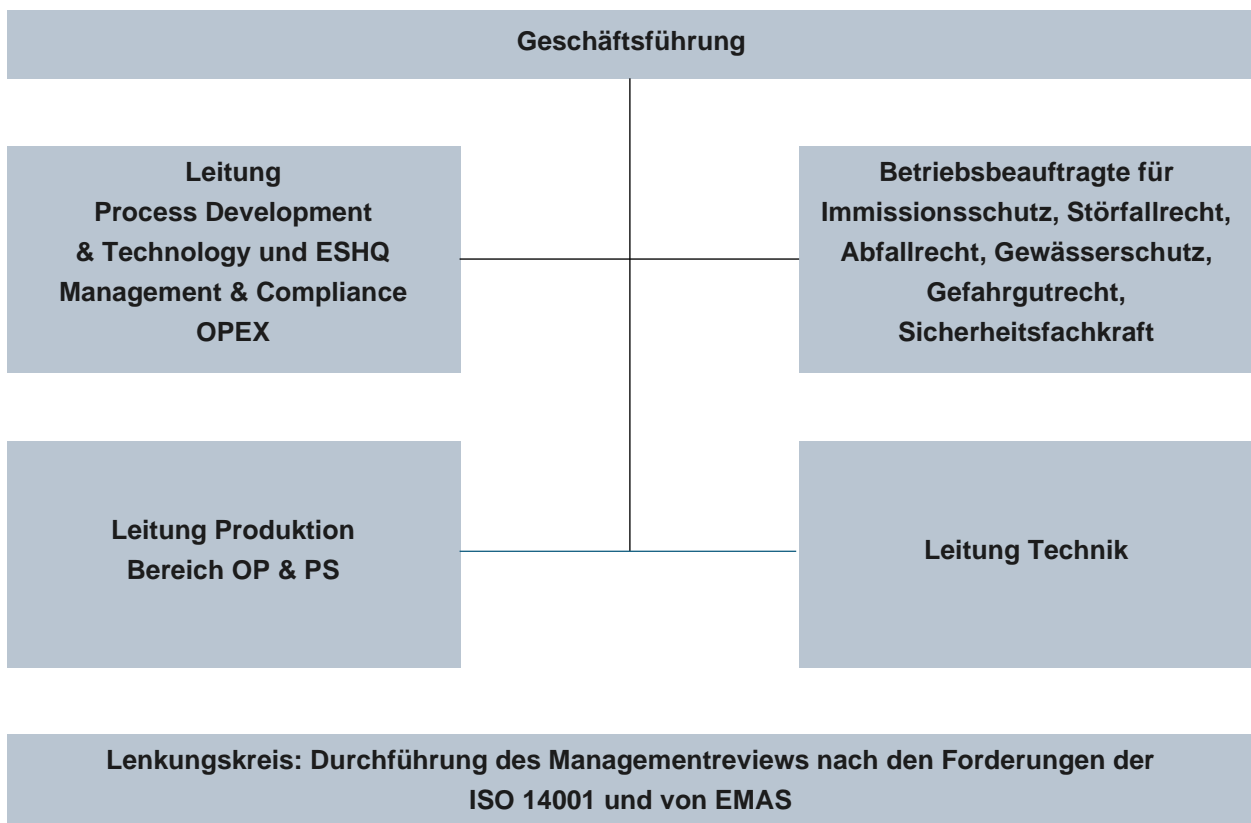 Geschäftsführung
Leitung
Process Development
& Technology und ESHQ
Management & Compliance
OPEX
Betriebsbeauftragte für
Immissionsschutz, Störfallrecht,
Abfallrecht, Gewässerschutz,
Gefahrgutrecht,
Sicherheitsfachkraft
Leitung Produktion
Bereich OP & PS
Leitung Technik
Lenkungskreis: Durchführung des Managementreviews nach den Forderungen der
ISO 14001 und von EMAS